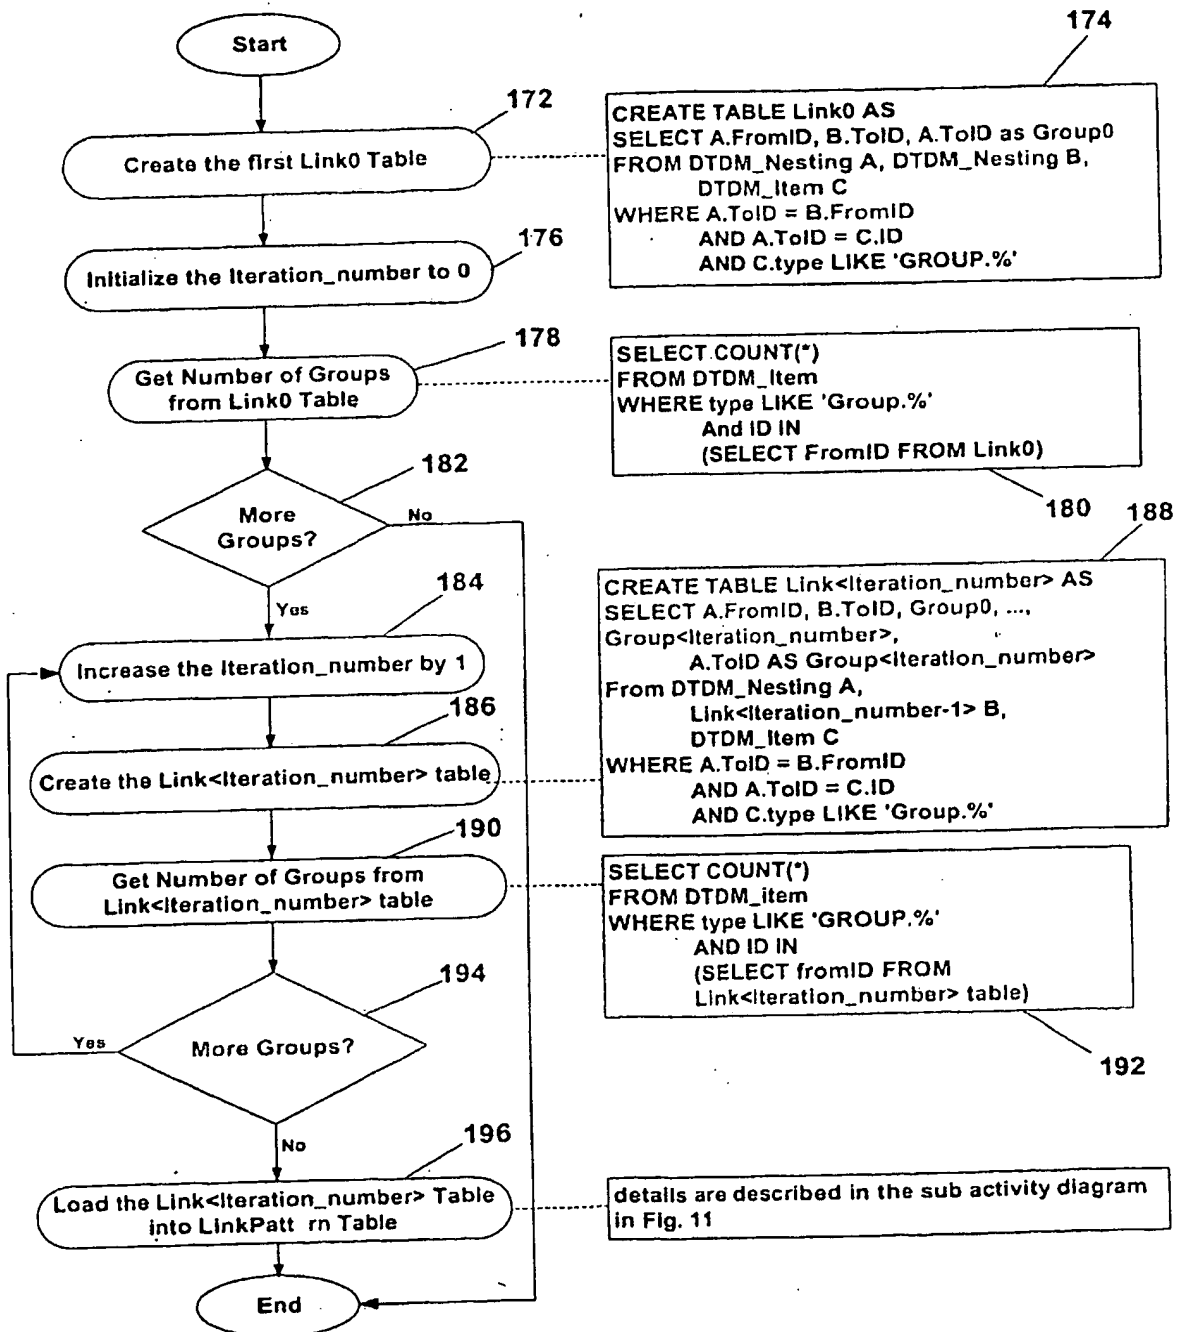 Start
172
Create the first Link0 Table
174
CREATE TABLE Link0 AS
SELECT A.FromID, B.ToID, A.ToID as Group0
FROM DTDM_Nesting A, DTDM_Nesting B,
DTDM_Item C
WHERE A.ToID = B.FromID
AND A.ToID = C.ID
AND C.type LIKE 'GROUP.%'
176
Initialize the Iteration_number to 0
178
Get Number of Groups
from Link0 Table
SELECT COUNT(*)
FROM DTDM_Item
WHERE type LIKE 'Group.%'
And ID IN
(SELECT FromID FROM Link0)
180
182
More
Groups?
No
Yes
184
Increase the Iteration_number by 1
186
Create the Link<Iteration_number> table
188
CREATE TABLE Link<Iteration_number> AS
SELECT A.FromID, B.ToID, Group0, ...,
Group<Iteration_number>,
A.ToID AS Group<Iteration_number>
From DTDM_Nesting A,
Link<Iteration_number-1> B,
DTDM_Item C
WHERE A.ToID = B.FromID
AND A.ToID = C.ID
AND C.type LIKE 'Group.%'
190
Get Number of Groups from
Link<Iteration_number> table
SELECT COUNT(*)
FROM DTDM_item
WHERE type LIKE 'GROUP.%'
AND ID IN
(SELECT fromID FROM
Link<Iteration_number> table)
192
194
More Groups?
Yes
No
196
Load the Link<Iteration_number> Table
into LinkPatt rn Table
details are described in the sub activity diagram
in Fig. 11
End